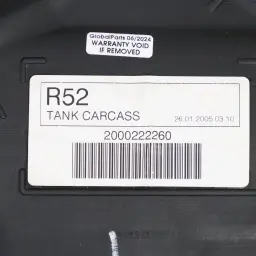 GlobalParts 06/2024
WARRANTY VOID
IF REMOVED
R52
TANK CARCASS 26.01.2005 03:10
2000222260